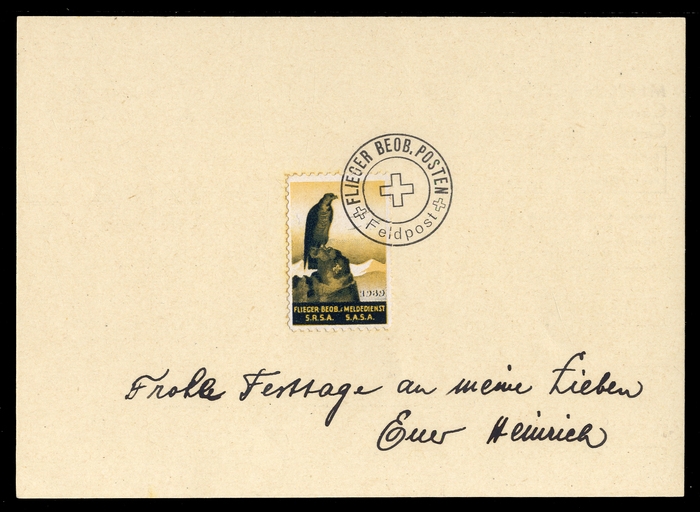 FLIEGER BEOB. POSTEN
Feldpost
1939
FLIEGER-BEOB.- u MELDEDIENST
S.R.S.A. S.A.S.A.
Frohe Festtage an meine Lieben
Euer Heinrich